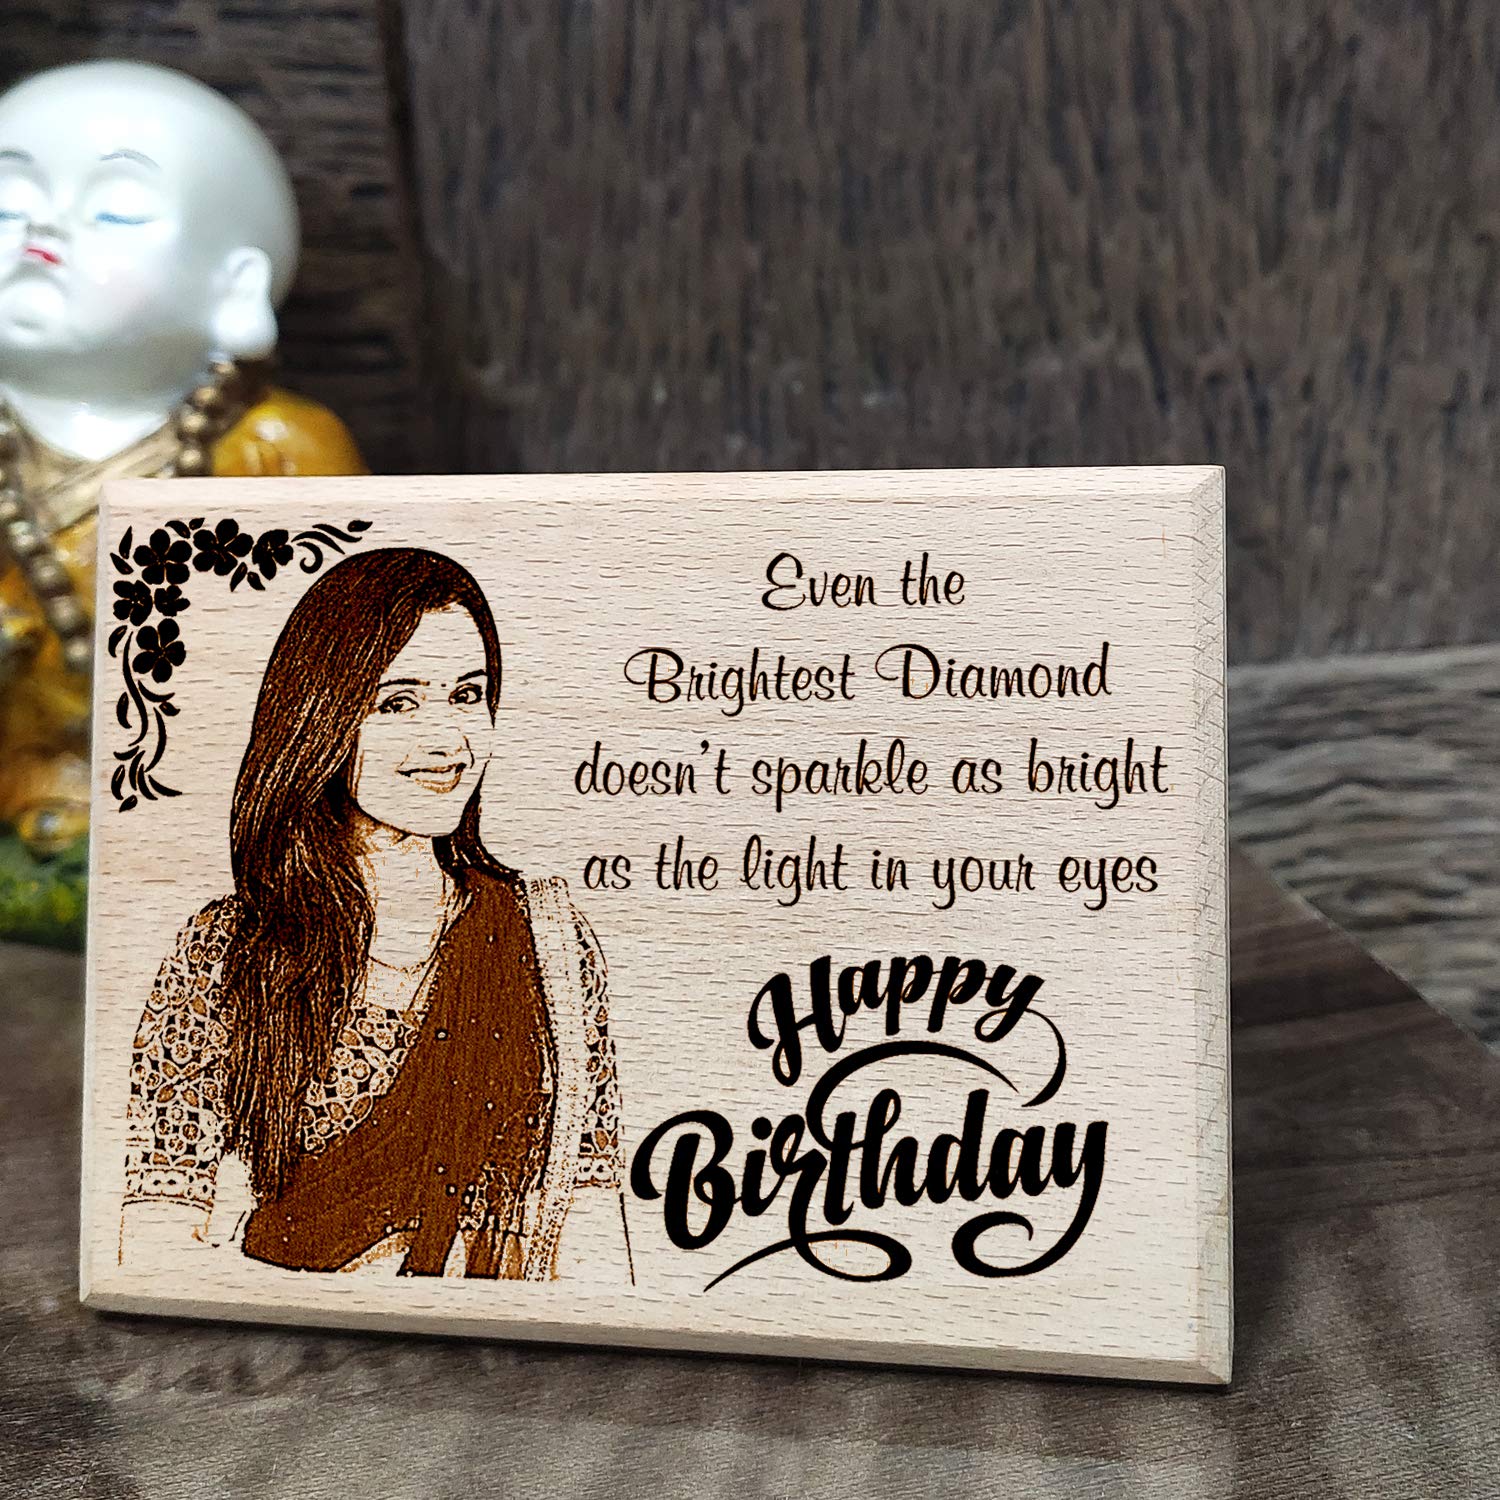 Even the
Brightest Diamond
doesn't sparkle as bright
as the light in your eyes
Happy
Birthday